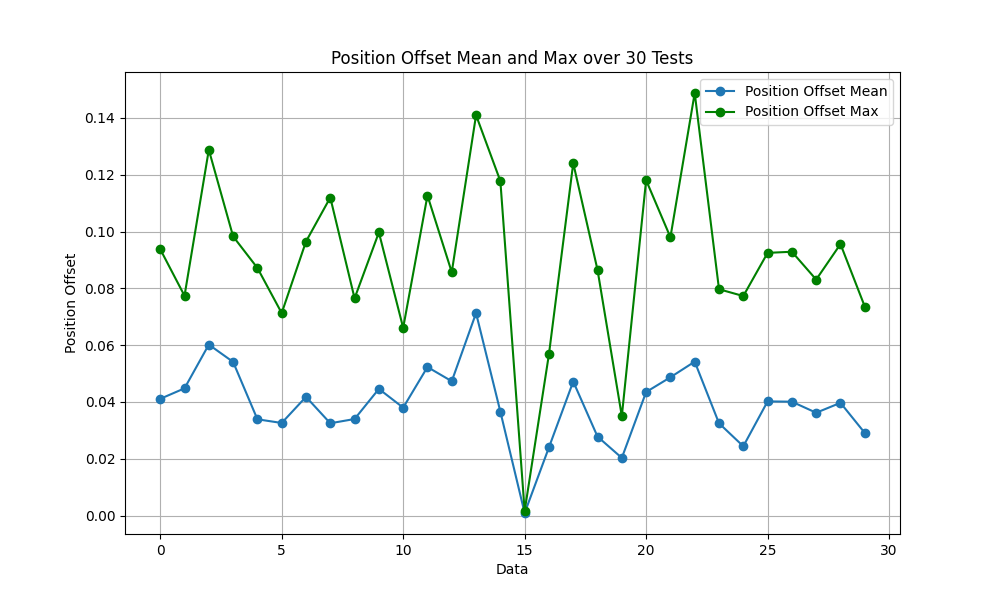 Position Offset Mean and Max over 30 Tests
Position Offset Mean
Position Offset Max
Position Offset
0.14
0.12
0.10
0.08
0.06
0.04
0.02
0.00
0 5 10 15 20 25 30
Data